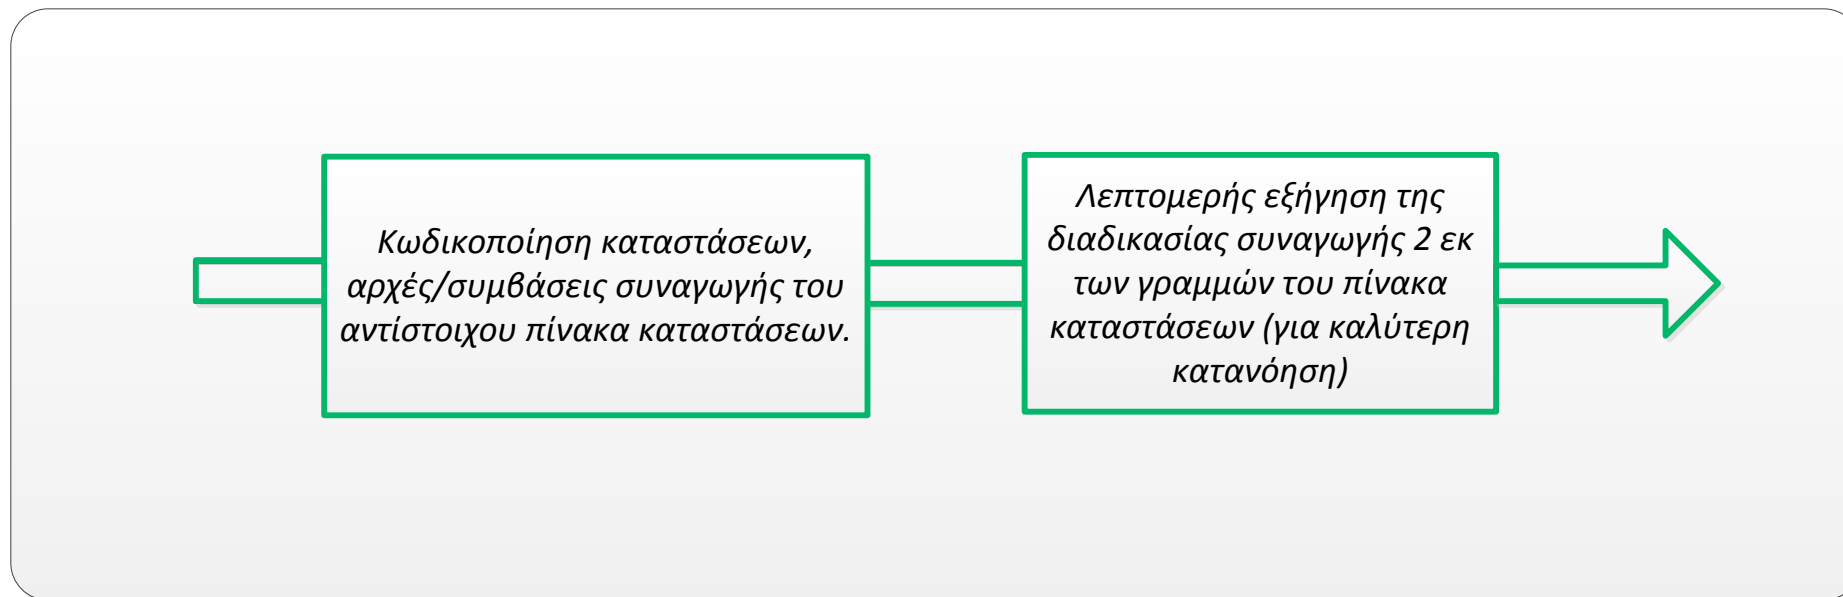 Κωδικοποίηση καταστάσεων,
αρχές/συμβάσεις συναγωγής του
αντίστοιχου πίνακα καταστάσεων.
Λεπτομερής εξήγηση της
διαδικασίας συναγωγής 2 εκ
των γραμμών του πίνακα
καταστάσεων (για καλύτερη
κατανόηση)